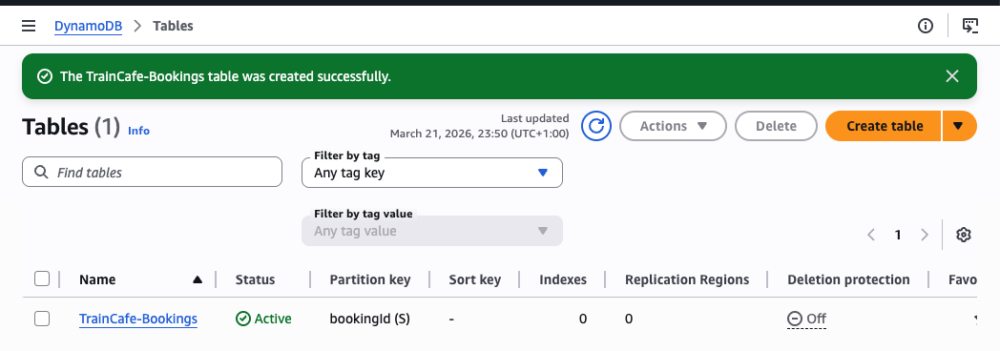 DynamoDB > Tables
The TrainCafe-Bookings table was created successfully.
Tables (1) Info
Last updated
March 21, 2026, 23:50 (UTC+1:00)
Actions
Delete
Create table
Find tables
Filter by tag
Any tag key
Filter by tag value
Any tag value
1
Name Status Partition key Sort key Indexes Replication Regions Deletion protection Favo
TrainCafe-Bookings Active bookingId (S) - 0 0 Off